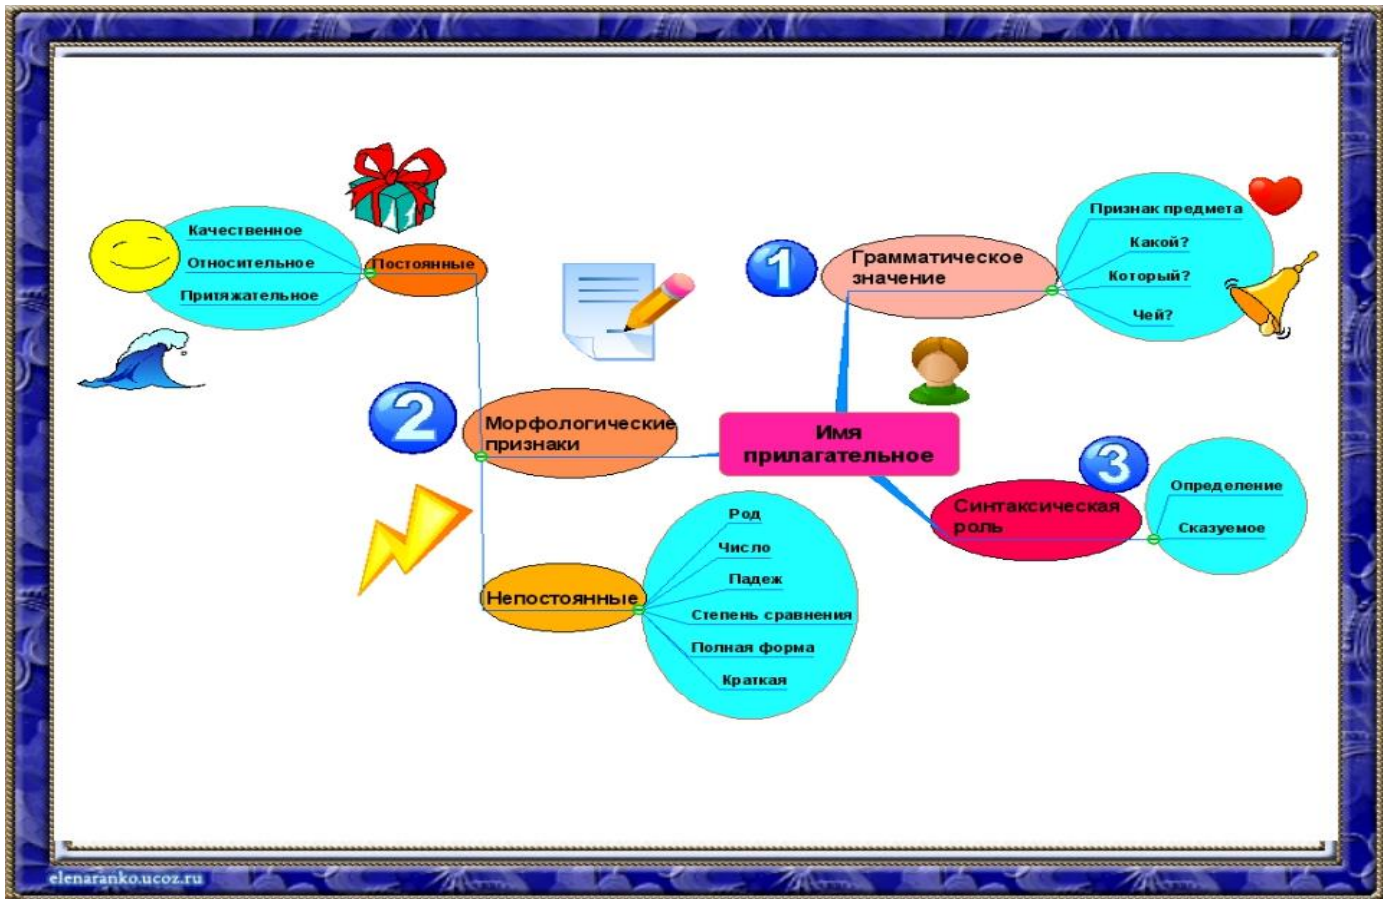 Имя
прилагательное
1
Грамматическое
значение
Признак предмета
Какой?
Который?
Чей?
2
Морфологические
признаки
Постоянные
Качественное
Относительное
Притяжательное
Непостоянные
Род
Число
Падеж
Степень сравнения
Полная форма
Краткая
3
Синтаксическая
роль
Определение
Сказуемое
elenaranko.ucoz.ru